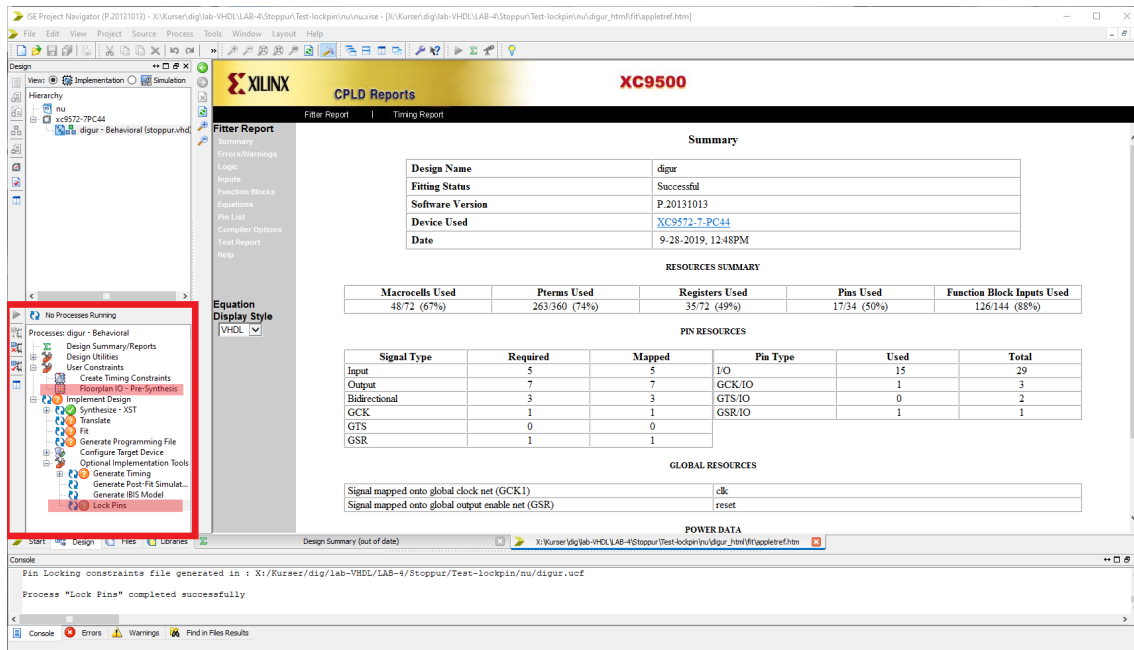 ISE Project Navigator (P.20131013) - X:\Kurser\dig\lab-VHDL\LAB-4\Stoppur\Test-lockpin\nu\nu.xise - [X:\Kurser\dig\lab-VHDL\LAB-4\Stoppur\Test-lockpin\nu\digur_html\fit\appletref.htm]
File Edit View Project Source Process Tools Window Layout Help
Design
View: Implementation Simulation
Hierarchy
nu
xc9572-7PC44
digur - Behavioral (stoppur.vhd)
No Processes Running
Processes: digur - Behavioral
Design Summary/Reports
Design Utilities
User Constraints
Create Timing Constraints
Floorplan IO - Pre-Synthesis
Implement Design
Synthesize - XST
Translate
Fit
Generate Programming File
Configure Target Device
Optional Implementation Tools
Generate Timing
Generate Post-Fit Simulat...
Generate IBIS Model
Lock Pins
Start Design Files Libraries
XILINX
CPLD Reports
XC9500
Fitter Report | Timing Report
Fitter Report
Summary
Errors/Warnings
Logic
Inputs
Function Blocks
Equations
Pin List
Compiler Options
Text Report
Help
Equation
Display Style
VHDL
Summary
Design Name digur
Fitting Status Successful
Software Version P.20131013
Device Used XC9572-7-PC44
Date 9-28-2019, 12:48PM
RESOURCES SUMMARY
Macrocells Used Pterms Used Registers Used Pins Used Function Block Inputs Used
48/72 (67%) 263/360 (74%) 35/72 (49%) 17/34 (50%) 126/144 (88%)
PIN RESOURCES
Signal Type Required Mapped Pin Type Used Total
Input 5 5 I/O 15 29
Output 7 7 GCK/IO 1 3
Bidirectional 3 3 GTS/IO 0 2
GCK 1 1 GSR/IO 1 1
GTS 0 0
GSR 1 1
GLOBAL RESOURCES
Signal mapped onto global clock net (GCK1) clk
Signal mapped onto global output enable net (GSR) reset
POWER DATA
Design Summary (out of date)
X:\Kurser\dig\lab-VHDL\LAB-4\Stoppur\Test-lockpin\nu\digur_html\fit\appletref.htm
Console
Pin Locking constraints file generated in : X:/Kurser/dig/lab-VHDL/LAB-4/Stoppur/Test-lockpin/nu/digur.ucf
Process "Lock Pins" completed successfully
Console Errors Warnings Find in Files Results